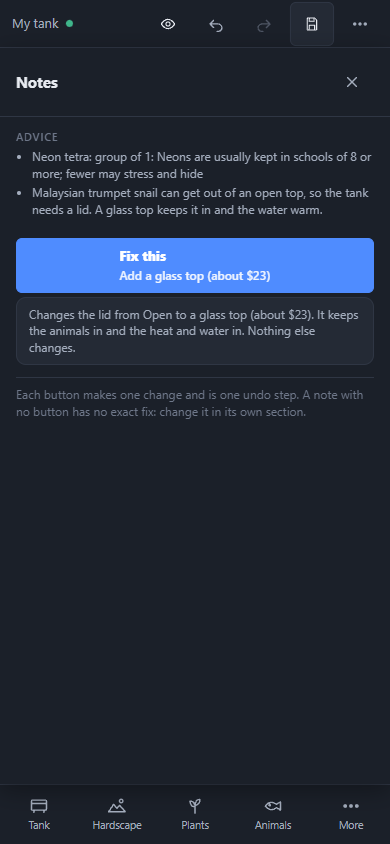 My tank
Notes
ADVICE
• Neon tetra: group of 1: Neons are usually kept in schools of 8 or
more; fewer may stress and hide
• Malaysian trumpet snail can get out of an open top, so the tank
needs a lid. A glass top keeps it in and the water warm.
Fix this
Add a glass top (about $23)
Changes the lid from Open to a glass top (about $23). It keeps
the animals in and the heat and water in. Nothing else
changes.
Each button makes one change and is one undo step. A note with
no button has no exact fix: change it in its own section.
Tank
Hardscape
Plants
Animals
More